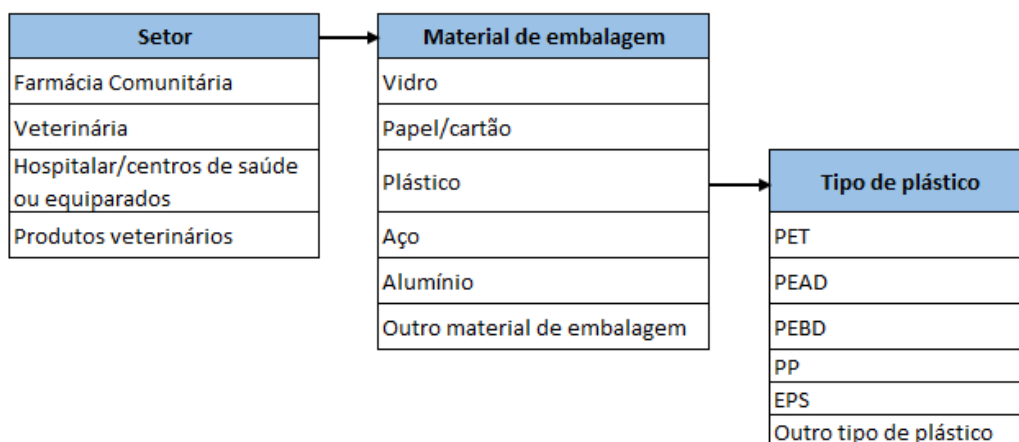 Setor
Farmácia Comunitária
Veterinária
Hospitalar/centros de saúde
ou equiparados
Produtos veterinários
Material de embalagem
Vidro
Papel/cartão
Plástico
Aço
Alumínio
Outro material de embalagem
Tipo de plástico
PET
PEAD
PEBD
PP
EPS
Outro tipo de plástico